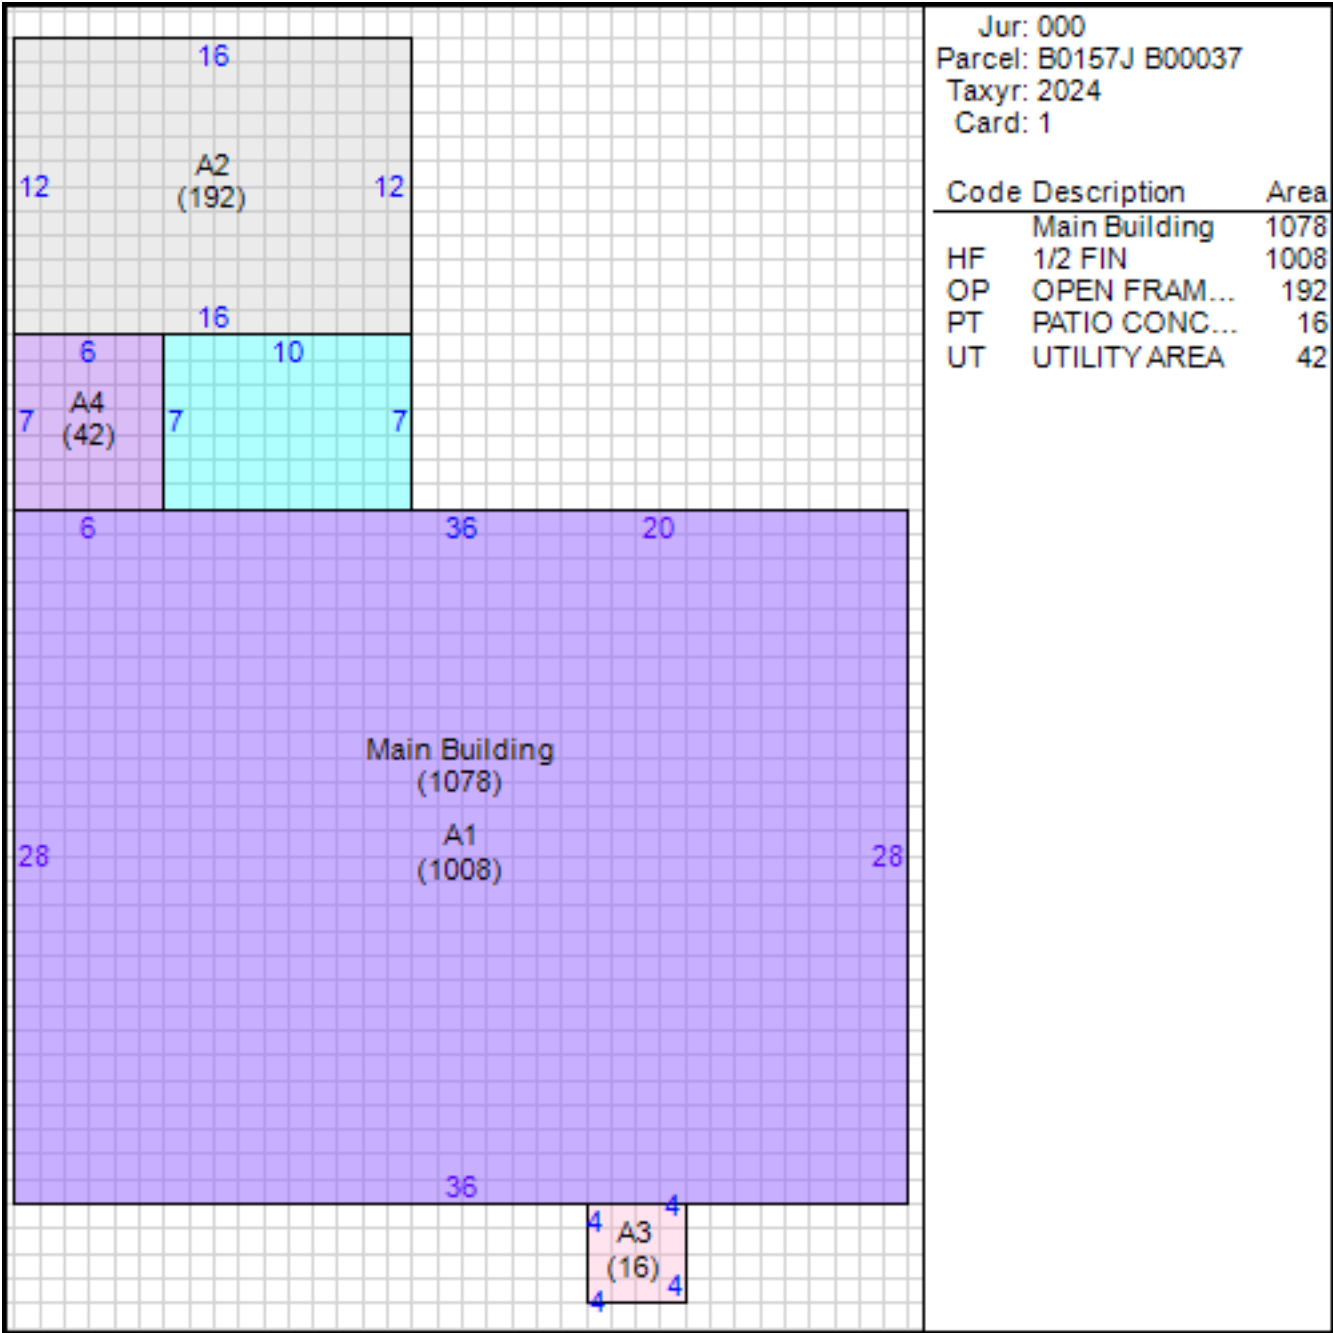 Jur: 000
Parcel: B0157J B00037
Taxyr: 2024
Card: 1
Code Description Area
Main Building 1078
HF 1/2 FIN 1008
OP OPEN FRAM... 192
PT PATIO CONC... 16
UT UTILITY AREA 42
16
A2
12 (192) 12
16
6 10
A4
7 (42) 7 7
6 36 20
Main Building
(1078)
A1
28 (1008) 28
36
4 4
A3
(16)
4 4